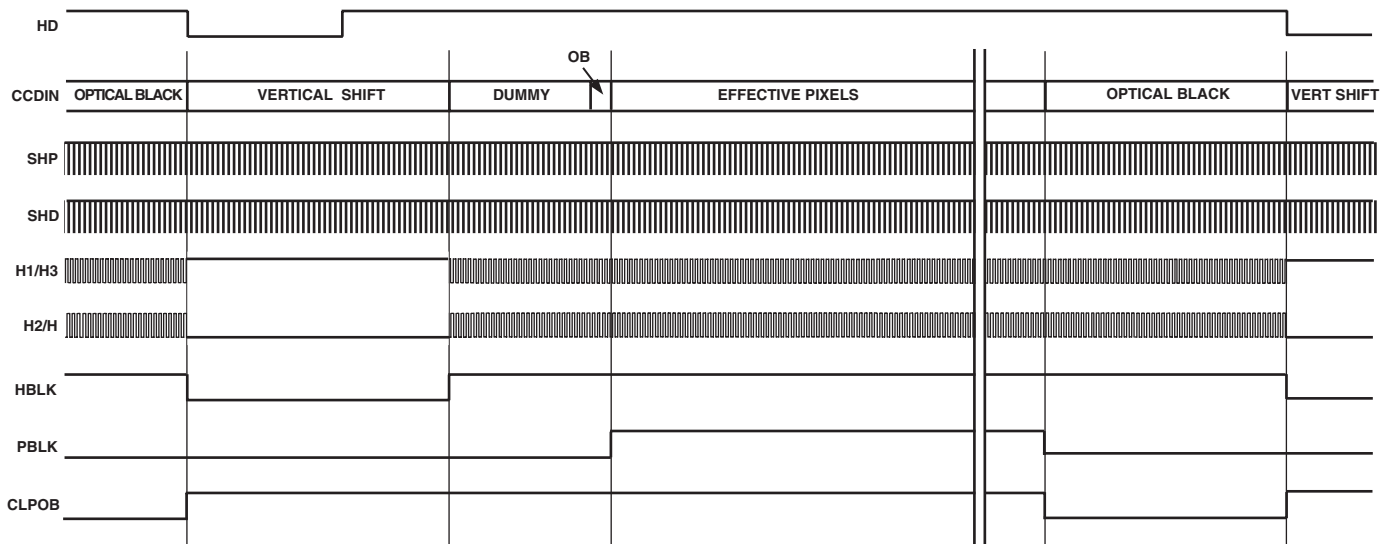 HD
OB
CCDIN OPTICAL BLACK VERTICAL SHIFT DUMMY EFFECTIVE PIXELS OPTICAL BLACK VERT SHIFT
SHP
SHD
H1/H3
H2/H
HBLK
PBLK
CLPOB